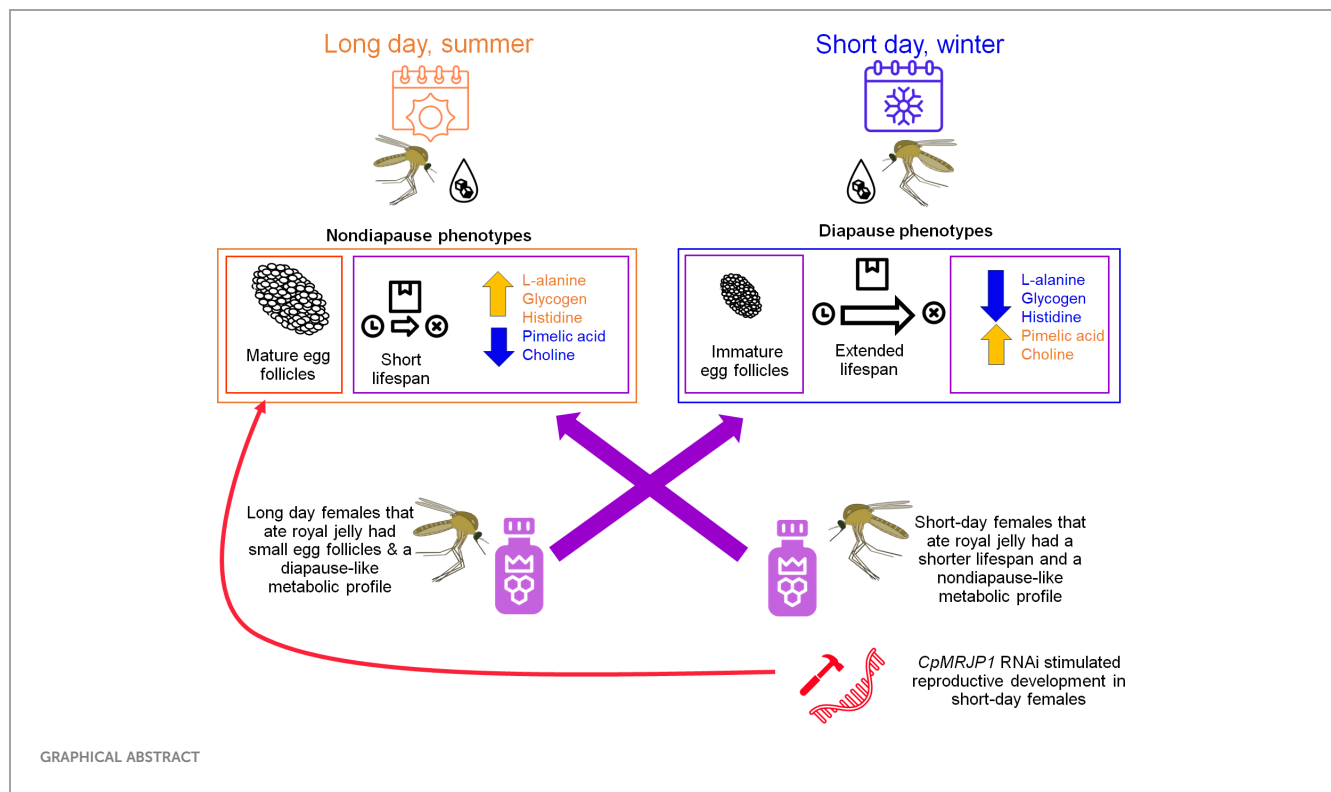 Long day, summer
Short day, winter
Nondiapause phenotypes
Mature egg
follicles
Short
lifespan
L-alanine
Glycogen
Histidine
Pimelic acid
Choline
Diapause phenotypes
Immature
egg follicles
Extended
lifespan
L-alanine
Glycogen
Histidine
Pimelic acid
Choline
Long day females that
ate royal jelly had
small egg follicles & a
diapause-like
metabolic profile
Short-day females that
ate royal jelly had a
shorter lifespan and a
nondiapause-like
metabolic profile
CpMRJP1 RNAi stimulated
reproductive development in
short-day females
GRAPHICAL ABSTRACT